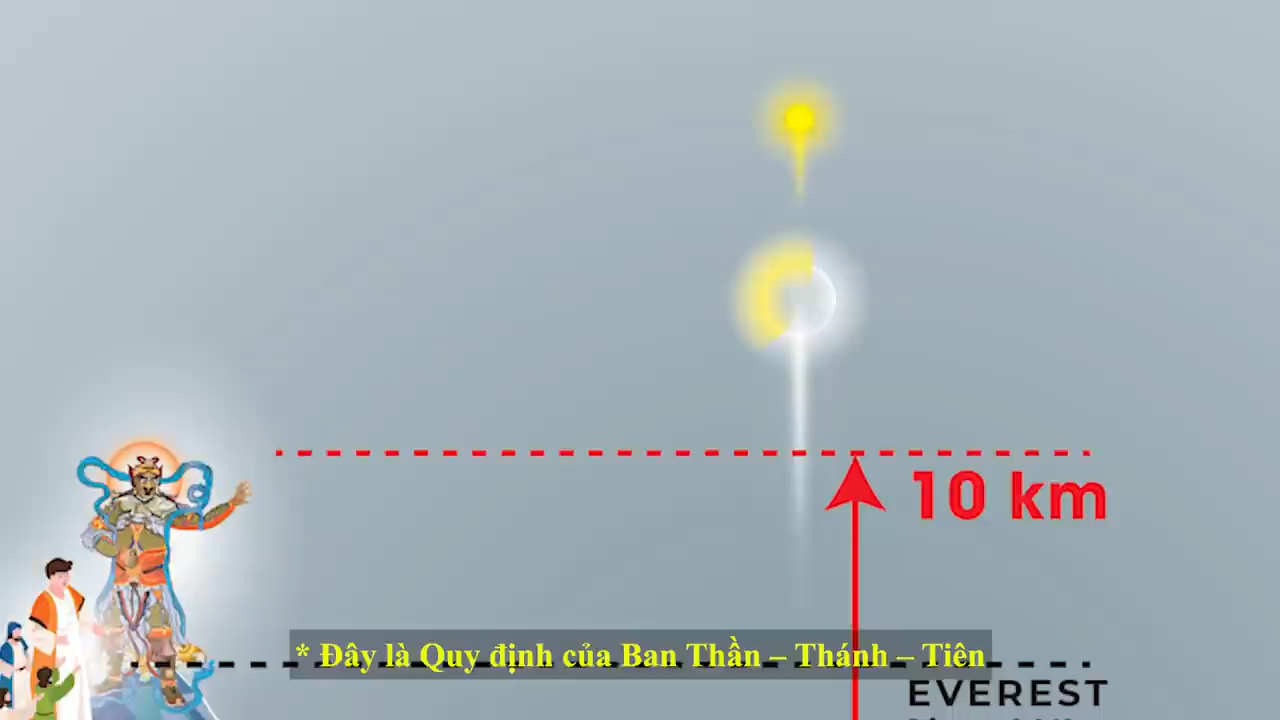 10 km
* Đây là Quy định của Ban Thần – Thánh – Tiên
EVEREST